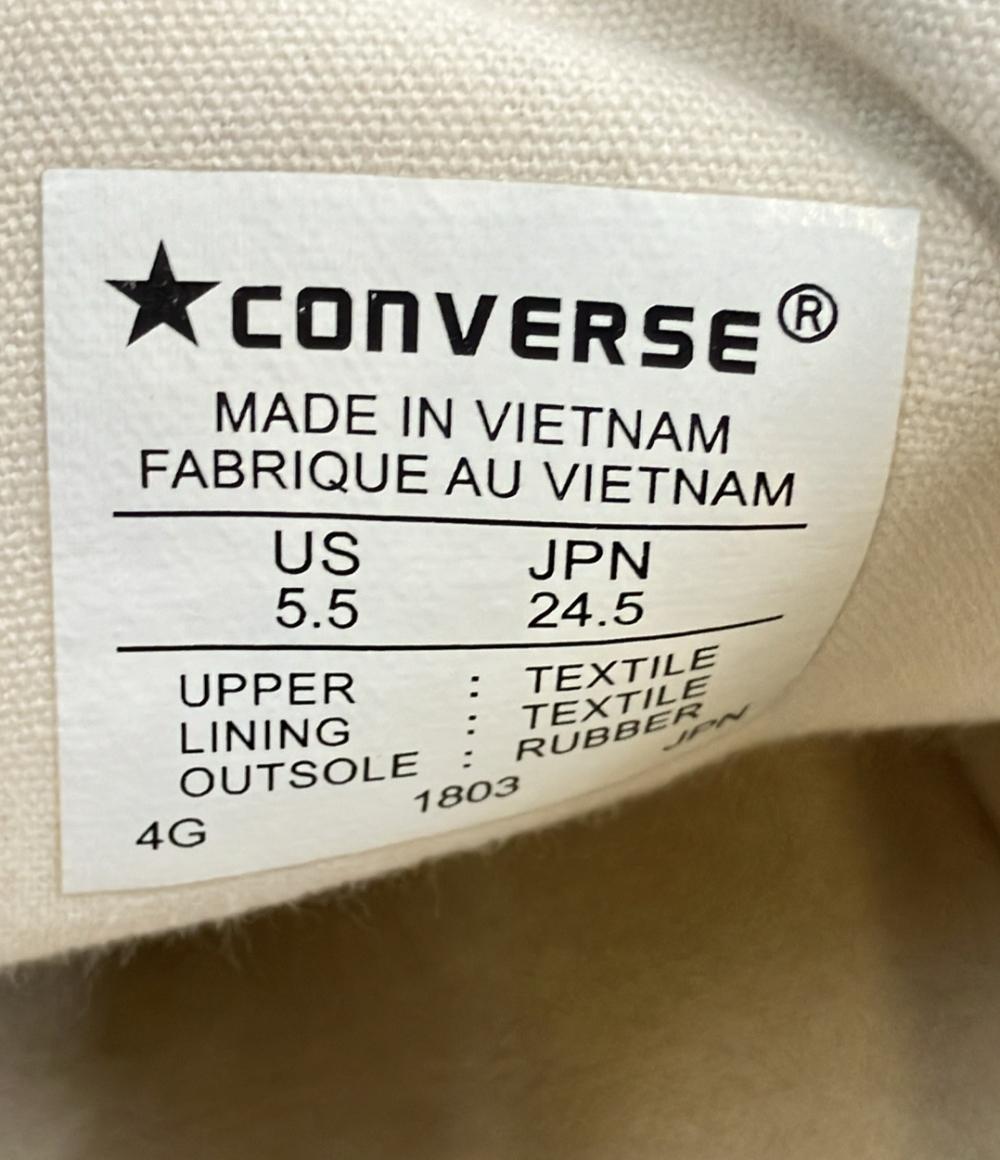 ★CONVERSE®
MADE IN VIETNAM
FABRIQUE AU VIETNAM
US JPN
5.5 24.5
UPPER : TEXTILE
LINING : TEXTILE
OUTSOLE : RUBBER
4G 1803 JPN